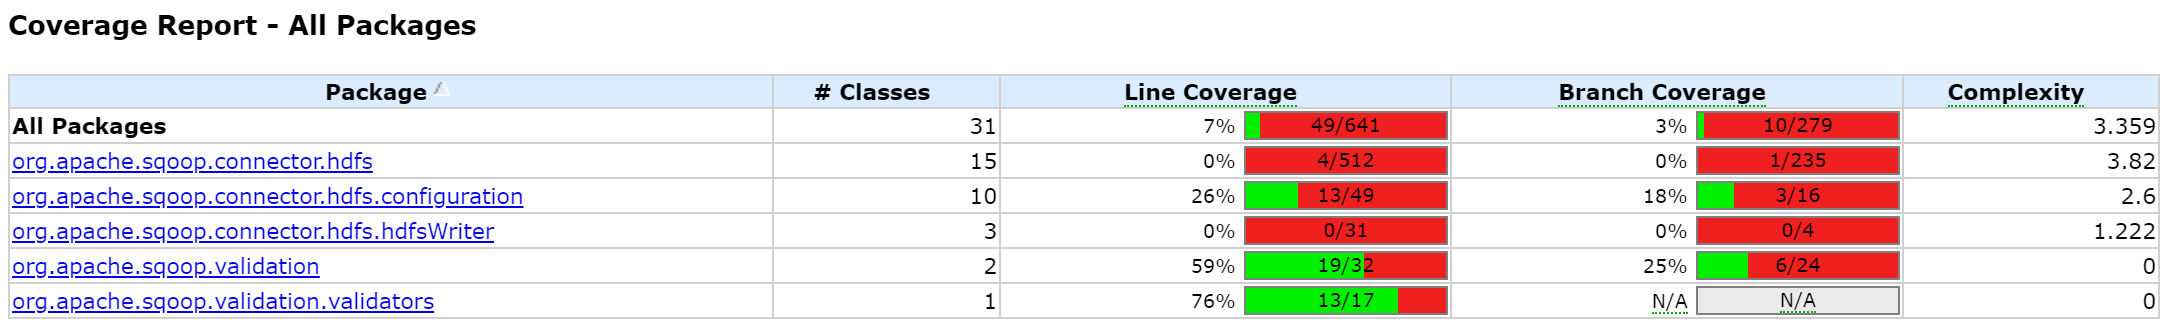 Coverage Report - All Packages
Package # Classes Line Coverage Branch Coverage Complexity
All Packages 31 7% 49/641 3% 10/279 3.359
org.apache.sqoop.connector.hdfs 15 0% 4/512 0% 1/235 3.82
org.apache.sqoop.connector.hdfs.configuration 10 26% 13/49 18% 3/16 2.6
org.apache.sqoop.connector.hdfs.hdfsWriter 3 0% 0/31 0% 0/4 1.222
org.apache.sqoop.validation 2 59% 19/32 25% 6/24 0
org.apache.sqoop.validation.validators 1 76% 13/17 N/A N/A 0